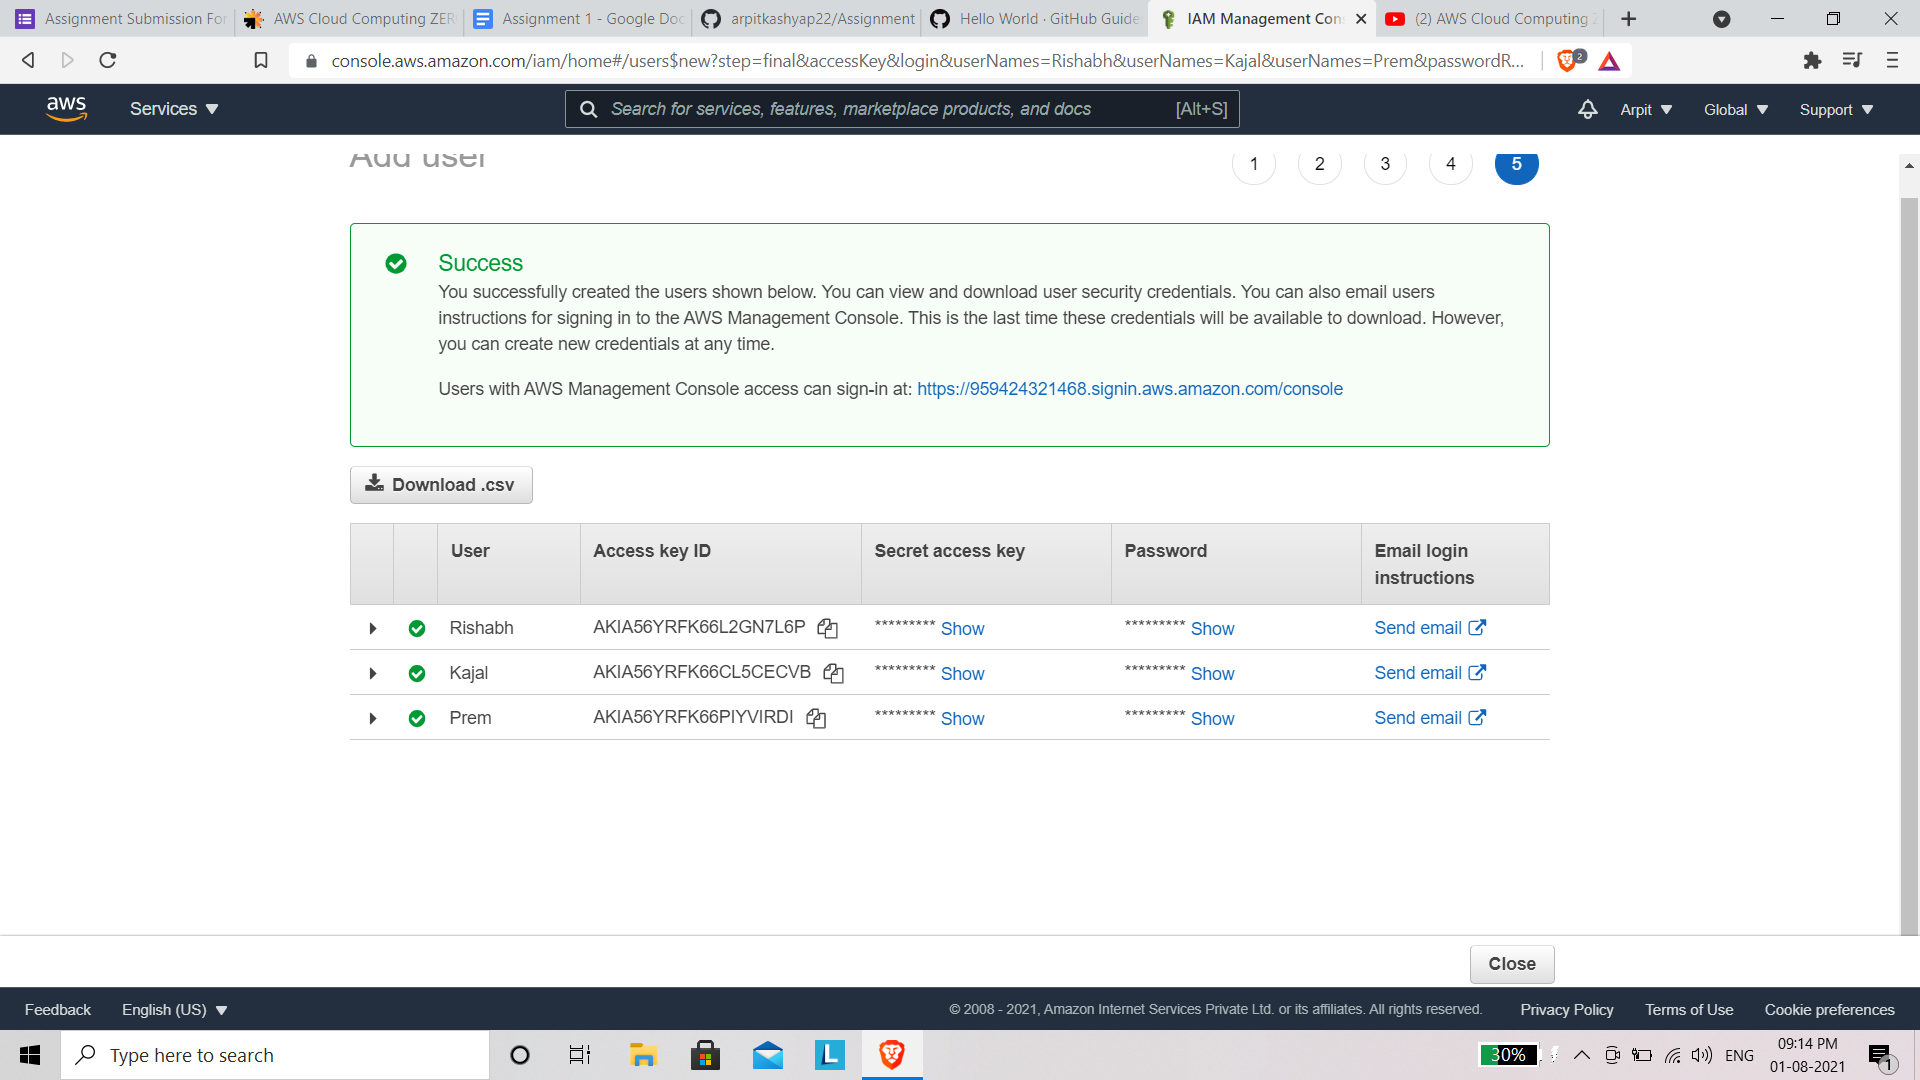 Assignment Submission For
AWS Cloud Computing ZER
Assignment 1 - Google Doc
arpitkashyap22/Assignment
Hello World · GitHub Guide
IAM Management Con
(2) AWS Cloud Computing Z
console.aws.amazon.com/iam/home#/users$new?step=final&accessKey&login&userNames=Rishabh&userNames=Kajal&userNames=Prem&passwordR...
2
aws
Services
Search for services, features, marketplace products, and docs
[Alt+S]
Arpit
Global
Support
Add user
1
2
3
4
5
Success
You successfully created the users shown below. You can view and download user security credentials. You can also email users
instructions for signing in to the AWS Management Console. This is the last time these credentials will be available to download. However,
you can create new credentials at any time.
Users with AWS Management Console access can sign-in at: https://959424321468.signin.aws.amazon.com/console
Download .csv
User
Access key ID
Secret access key
Password
Email login
instructions
Rishabh AKIA56YRFK66L2GN7L6P ********* Show ********* Show Send email
Kajal AKIA56YRFK66CL5CECVB ********* Show ********* Show Send email
Prem AKIA56YRFK66PIYVIRDI ********* Show ********* Show Send email
Close
Feedback
English (US)
© 2008 - 2021, Amazon Internet Services Private Ltd. or its affiliates. All rights reserved.
Privacy Policy
Terms of Use
Cookie preferences
Type here to search
L
30%
ENG
09:14 PM
01-08-2021
1